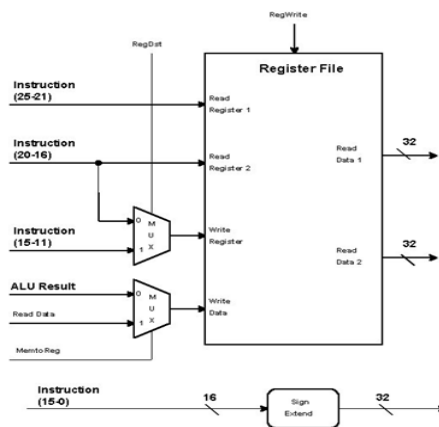 RegWrite
RegDst
Register File
Instruction
(25-21)
Read
Register 1
Instruction
(20-16)
Read
Register 2
Read
Data 1
32
0
M
U
X
1
Instruction
(15-11)
Write
Register
Read
Data 2
32
ALU Result
0
M
U
X
1
Read Data
Write
Data
MemtoReg
Instruction
(15-0)
16
Sign
Extend
32